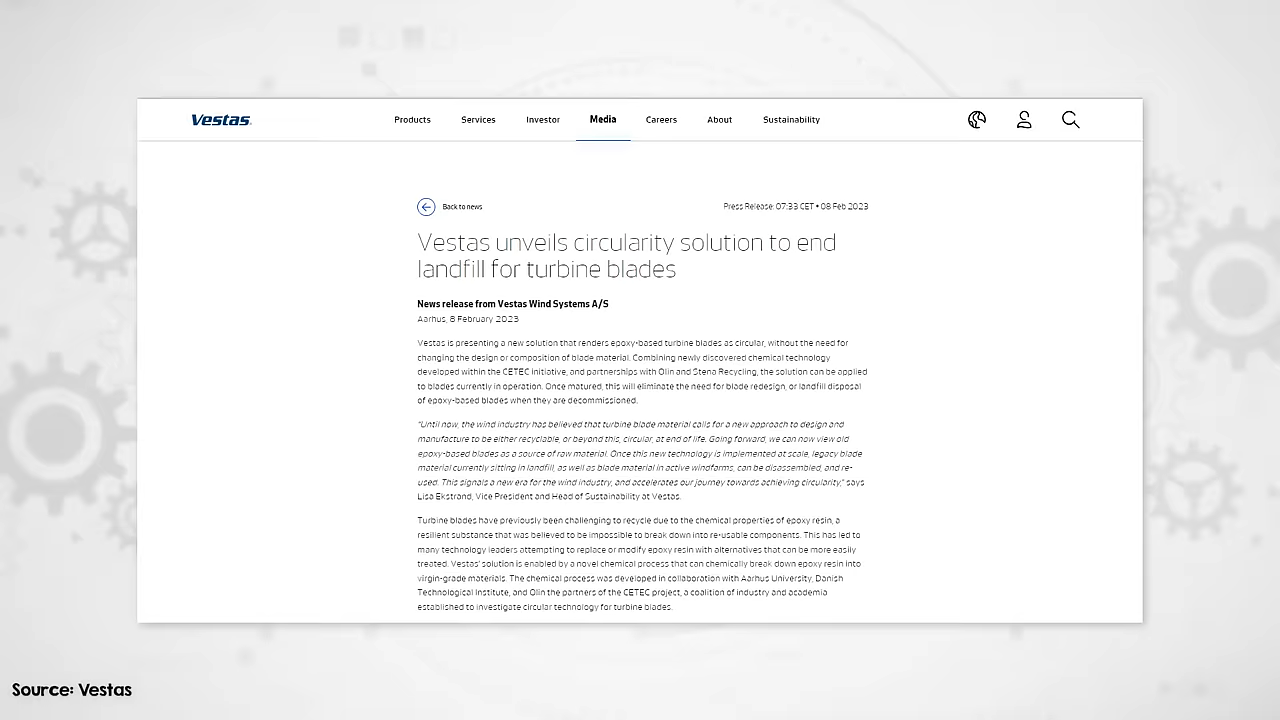 Vestas
Products Services Investor Media Careers About Sustainability
Back to news
Press Release: 07:33 CET • 08 Feb 2023
Vestas unveils circularity solution to end
landfill for turbine blades
News release from Vestas Wind Systems A/S
Aarhus, 8 February 2023
Vestas is presenting a new solution that renders epoxy-based turbine blades as circular, without the need for
changing the design or composition of blade material. Combining newly discovered chemical technology
developed within the CETEC initiative, and partnerships with Olin and Stena Recycling, the solution can be applied
to blades currently in operation. Once matured, this will eliminate the need for blade redesign, or landfill disposal
of epoxy-based blades when they are decommissioned.
"Until now, the wind industry has believed that turbine blade material calls for a new approach to design and
manufacture to be either recyclable, or beyond this, circular, at end of life. Going forward, we can now view old
epoxy-based blades as a source of raw material. Once this new technology is implemented at scale, legacy blade
material currently sitting in landfill, as well as blade material in active windfarms, can be disassembled, and re-
used. This signals a new era for the wind industry, and accelerates our journey towards achieving circularity," says
Lisa Ekstrand, Vice President and Head of Sustainability at Vestas.
Turbine blades have previously been challenging to recycle due to the chemical properties of epoxy resin, a
resilient substance that was believed to be impossible to break down into re-usable components. This has led to
many technology leaders attempting to replace or modify epoxy resin with alternatives that can be more easily
treated. Vestas' solution is enabled by a novel chemical process that can chemically break down epoxy resin into
virgin-grade materials. The chemical process was developed in collaboration with Aarhus University, Danish
Technological Institute, and Olin the partners of the CETEC project, a coalition of industry and academia
established to investigate circular technology for turbine blades.
Source: Vestas